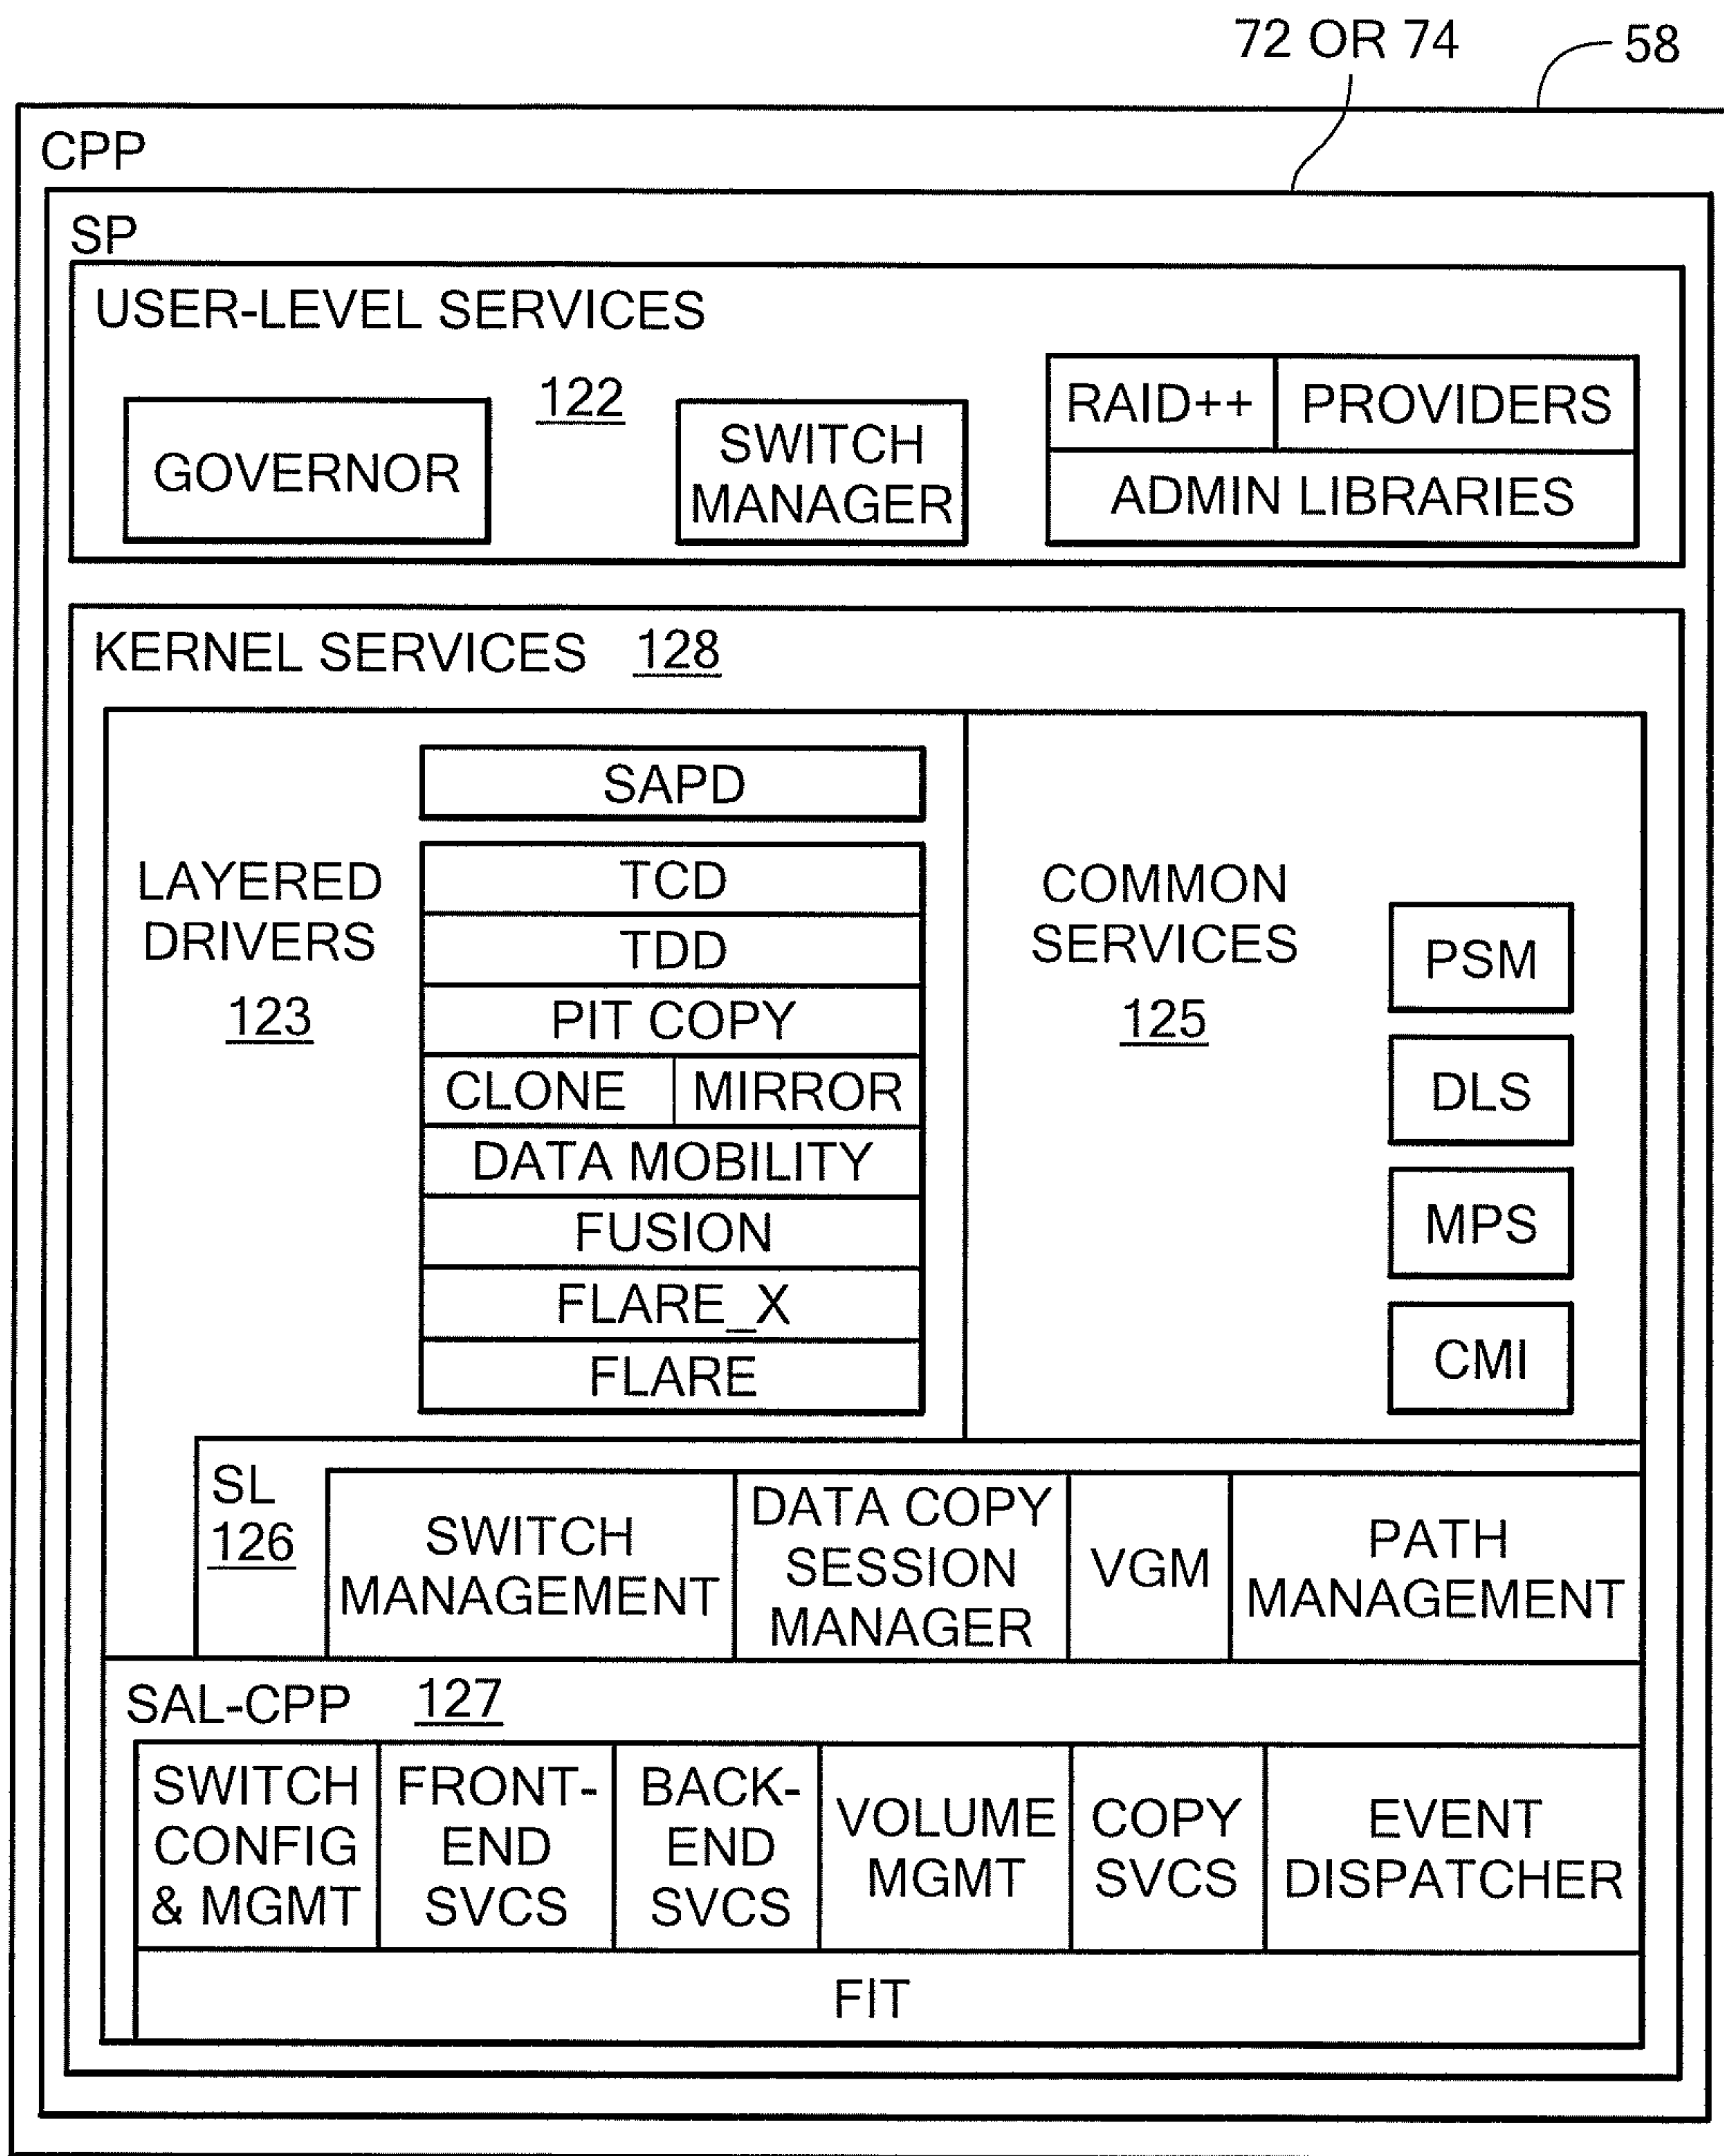 72 OR 74
58
CPP
SP
USER-LEVEL SERVICES
122
GOVERNOR
SWITCH
MANAGER
RAID++
PROVIDERS
ADMIN LIBRARIES
KERNEL SERVICES 128
LAYERED
DRIVERS
123
SAPD
TCD
TDD
PIT COPY
CLONE
MIRROR
DATA MOBILITY
FUSION
FLARE_X
FLARE
COMMON
SERVICES
125
PSM
DLS
MPS
CMI
SL
126
SWITCH
MANAGEMENT
DATA COPY
SESSION
MANAGER
VGM
PATH
MANAGEMENT
SAL-CPP 127
SWITCH
CONFIG
& MGMT
FRONT-
END
SVCS
BACK-
END
SVCS
VOLUME
MGMT
COPY
SVCS
EVENT
DISPATCHER
FIT